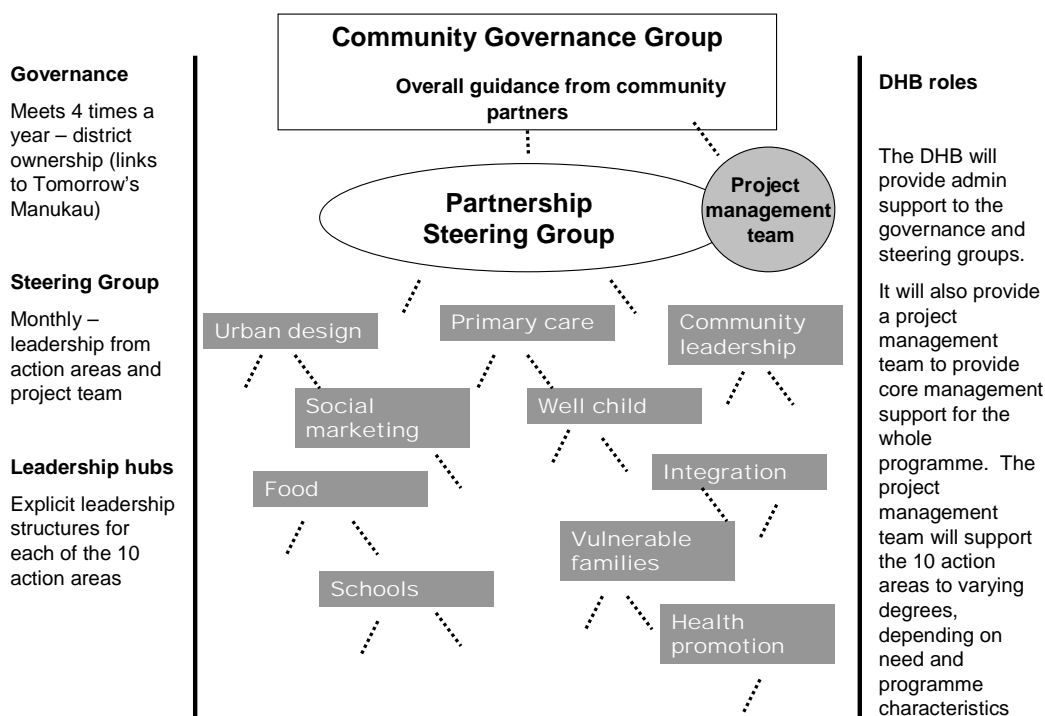 Community Governance Group
Overall guidance from community
partners
Governance
Meets 4 times a
year – district
ownership (links
to Tomorrow's
Manukau)
Steering Group
Monthly –
leadership from
action areas and
project team
Leadership hubs
Explicit leadership
structures for
each of the 10
action areas
Partnership
Steering Group
Project
management
team
Urban design
Primary care
Community
leadership
Social
marketing
Well child
Food
Integration
Vulnerable
families
Schools
Health
promotion
DHB roles
The DHB will
provide admin
support to the
governance and
steering groups.
It will also provide
a project
management
team to provide
core management
support for the
whole
programme. The
project
management
team will support
the 10 action
areas to varying
degrees,
depending on
need and
programme
characteristics